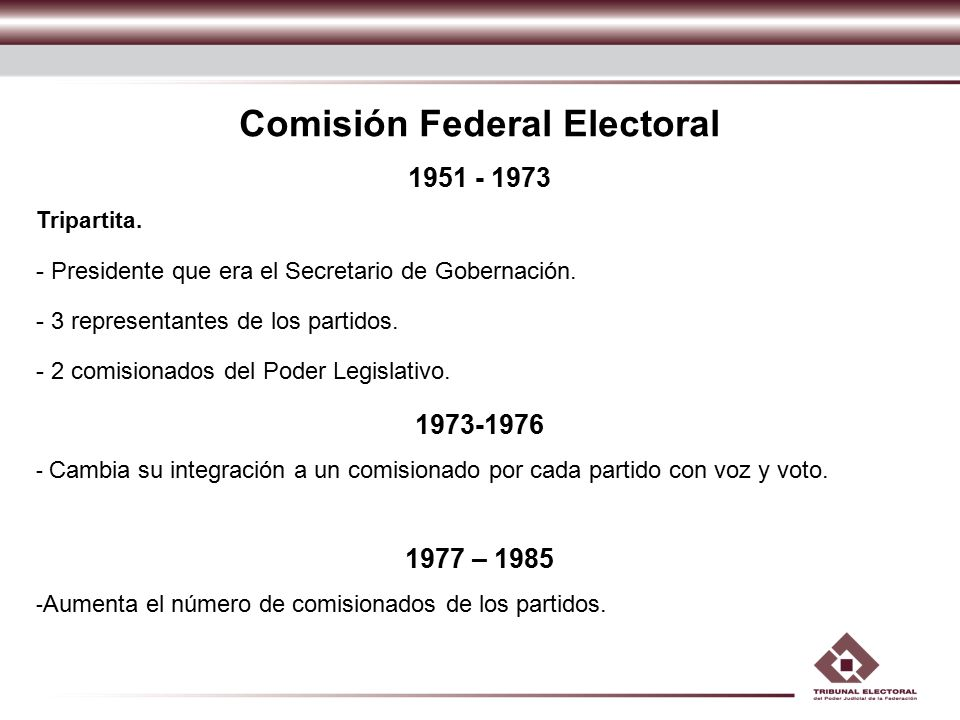 Comisión Federal Electoral
1951 - 1973
Tripartita.
- Presidente que era el Secretario de Gobernación.
- 3 representantes de los partidos.
- 2 comisionados del Poder Legislativo.
1973-1976
- Cambia su integración a un comisionado por cada partido con voz y voto.
1977 – 1985
-Aumenta el número de comisionados de los partidos.
TRIBUNAL ELECTORAL
del Poder Judicial de la Federación